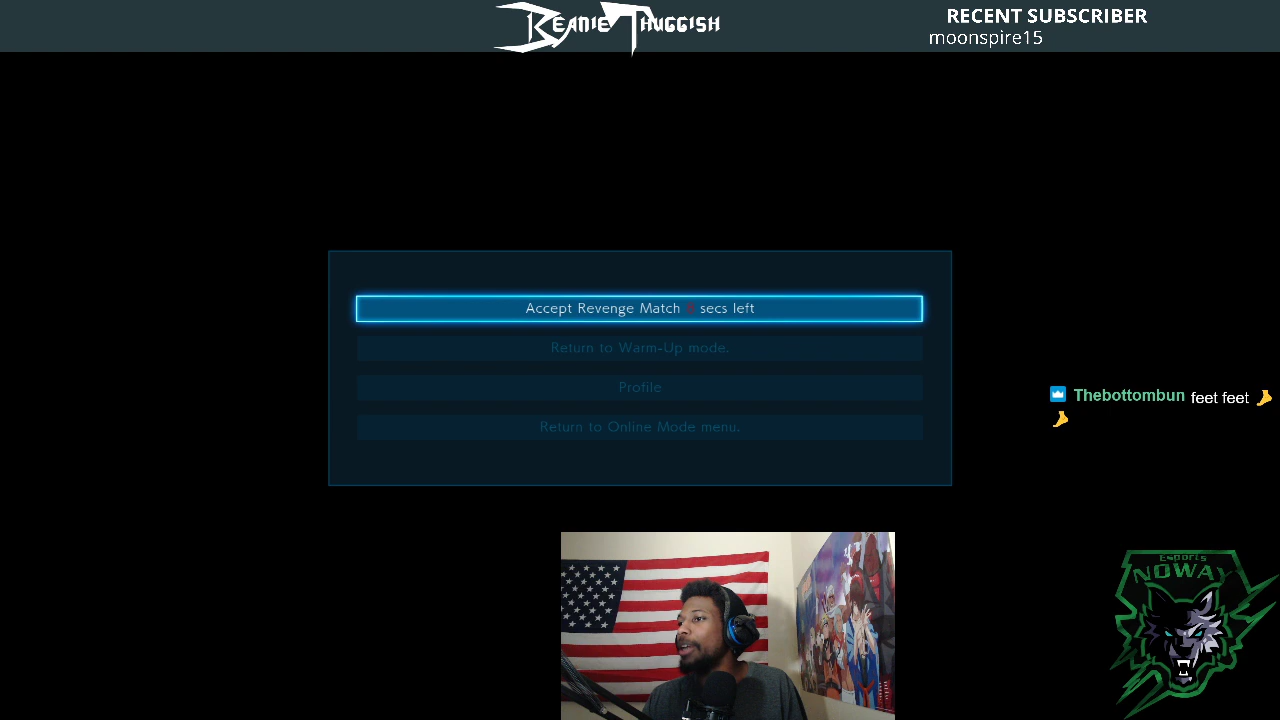 BEANIE THUGGISH
RECENT SUBSCRIBER
moonspire15
Accept Revenge Match secs left
Return to Warm-Up mode.
Profile
Return to Online Mode menu.
Thebottombun feet feet 🦶
🦶
Esports
NOWAY